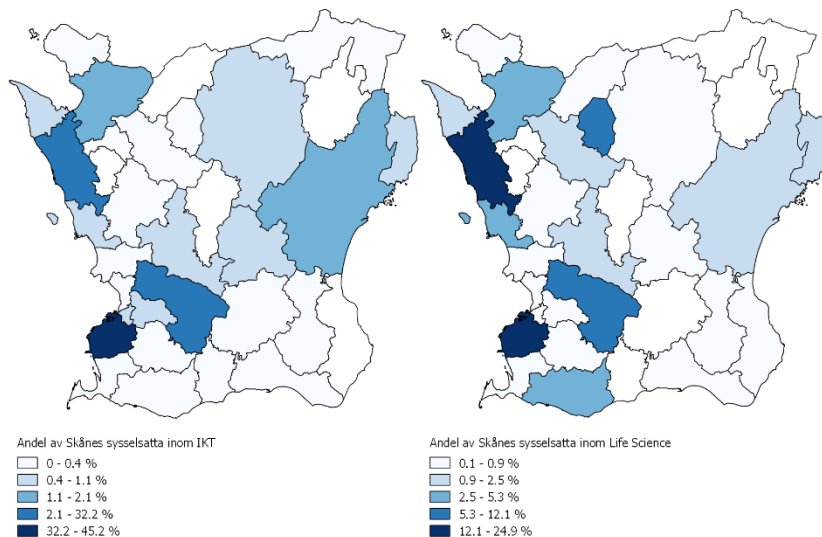 Andel av Skånes sysselsatta inom IKT
0 - 0.4 %
0.4 - 1.1 %
1.1 - 2.1 %
2.1 - 32.2 %
32.2 - 45.2 %
Andel av Skånes sysselsatta inom Life Science
0.1 - 0.9 %
0.9 - 2.5 %
2.5 - 5.3 %
5.3 - 12.1 %
12.1 - 24.9 %